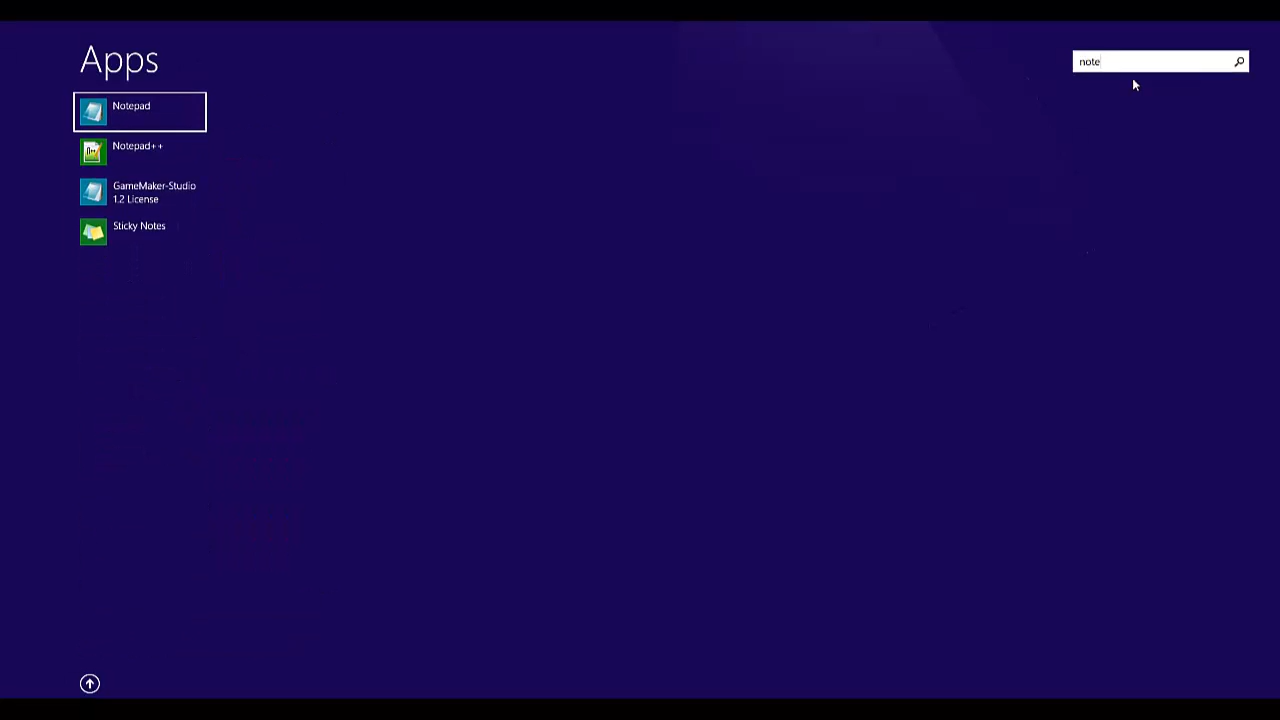 Apps
note
Notepad
Notepad++
GameMaker-Studio
1.2 License
Sticky Notes